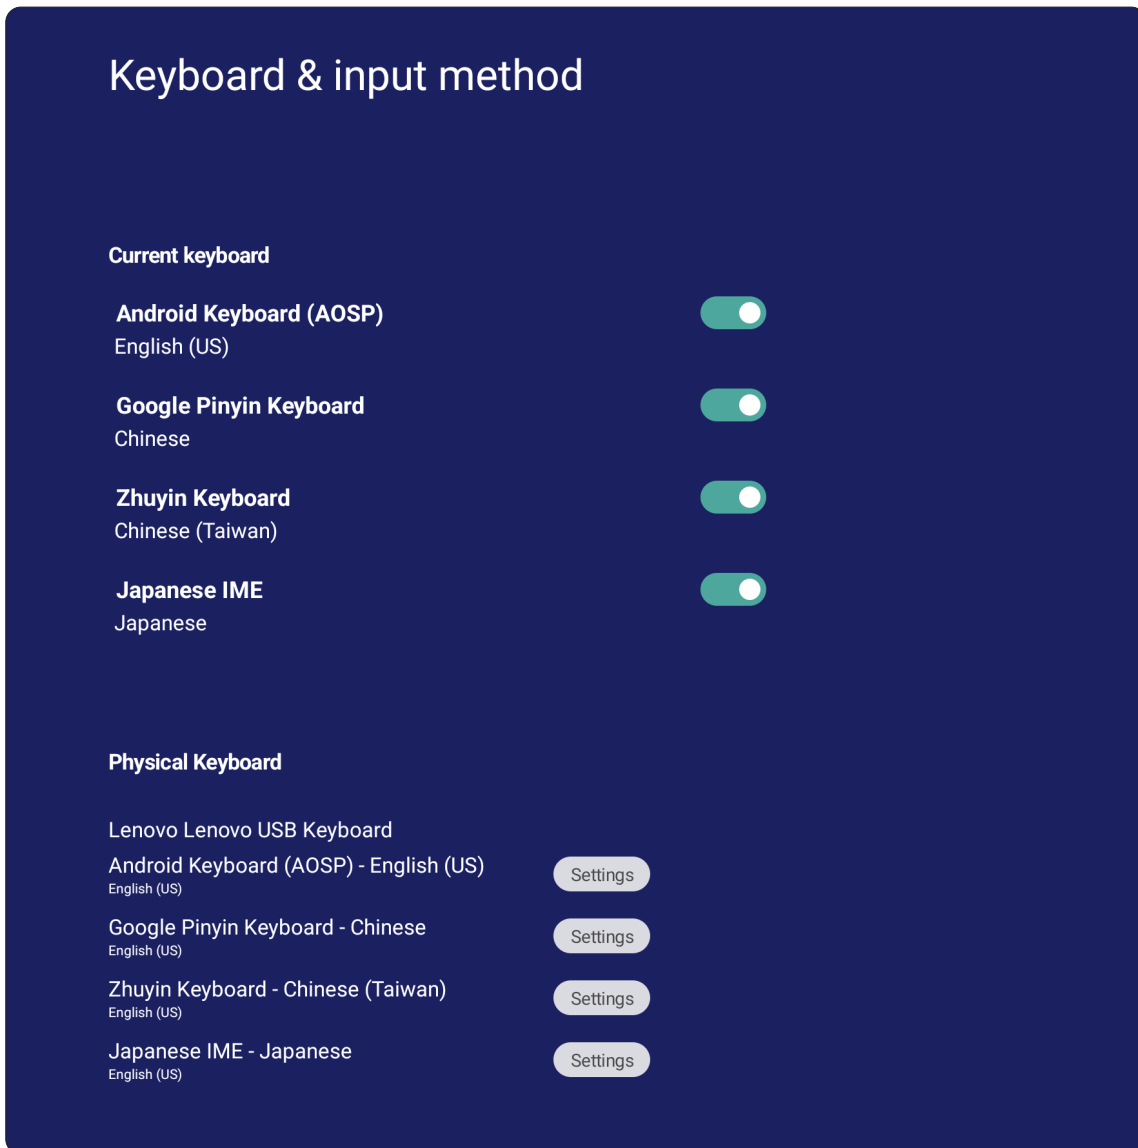 Keyboard & input method
Current keyboard
Android Keyboard (AOSP)
English (US)
Google Pinyin Keyboard
Chinese
Zhuyin Keyboard
Chinese (Taiwan)
Japanese IME
Japanese
Physical Keyboard
Lenovo Lenovo USB Keyboard
Android Keyboard (AOSP) - English (US)
Settings
English (US)
Google Pinyin Keyboard - Chinese
Settings
English (US)
Zhuyin Keyboard - Chinese (Taiwan)
Settings
English (US)
Japanese IME - Japanese
Settings
English (US)